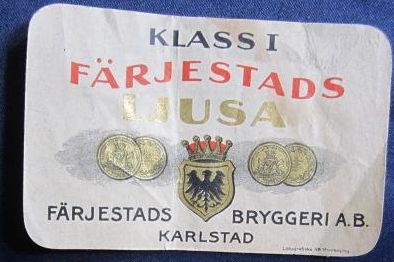 KLASS I
FÄRJESTADS
LJUSA
FÄRJESTADS BRYGGERI A.B.
KARLSTAD